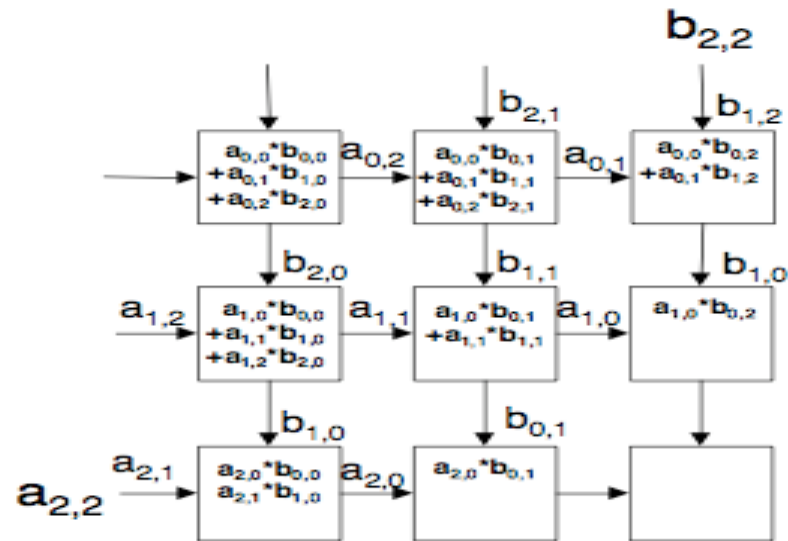 b2,2
b2,1 b1,2
a0,0*b0,0 a0,2 a0,0*b0,1 a0,1 a0,0*b0,2
+a0,1*b1,0 +a0,1*b1,1 +a0,1*b1,2
+a0,2*b2,0 +a0,2*b2,1
b2,0 b1,1 b1,0
a1,2 a1,0*b0,0 a1,1 a1,0*b0,1 a1,0 a1,0*b0,2
+a1,1*b1,0 +a1,1*b1,1
+a1,2*b2,0
b1,0 b0,1
a2,1 a2,0*b0,0 a2,0 a2,0*b0,1
a2,2 a2,1*b1,0